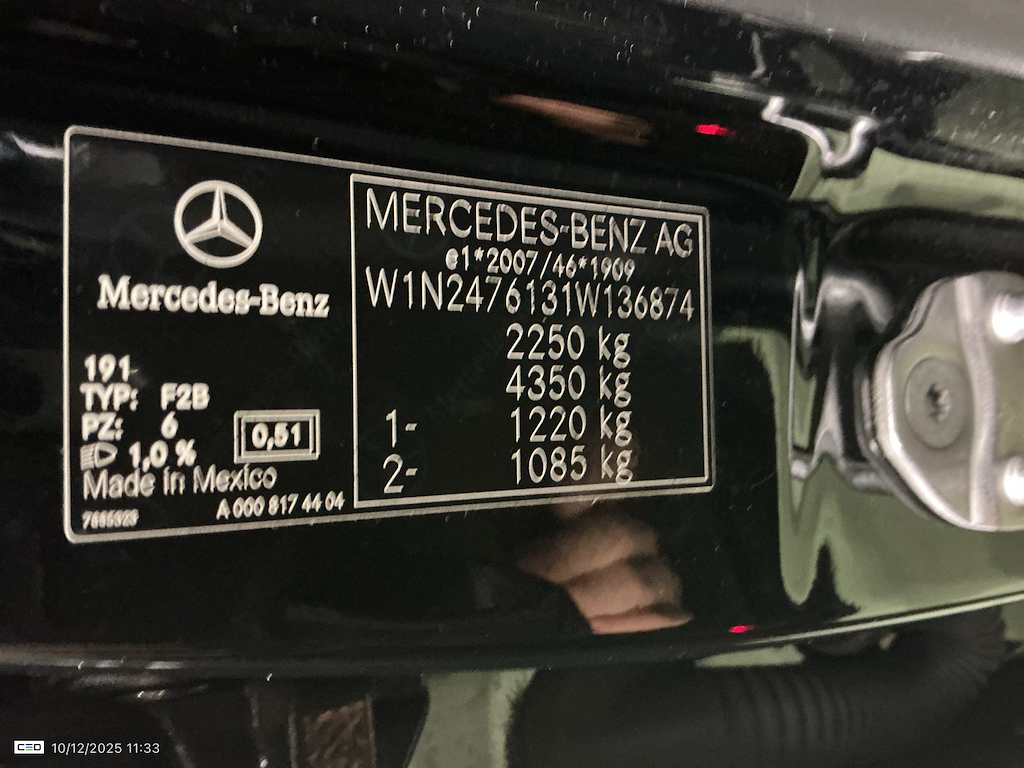 Mercedes-Benz
191
TYP: F2B
PZ: 6
1,0 %
0,51
Made in Mexico
A 000 817 44 04
7685323
MERCEDES-BENZ AG
e1*2007/46*1909
W1N2476131W136874
2250 kg
4350 kg
1- 1220 kg
2- 1085 kg
CEO 10/12/2025 11:33